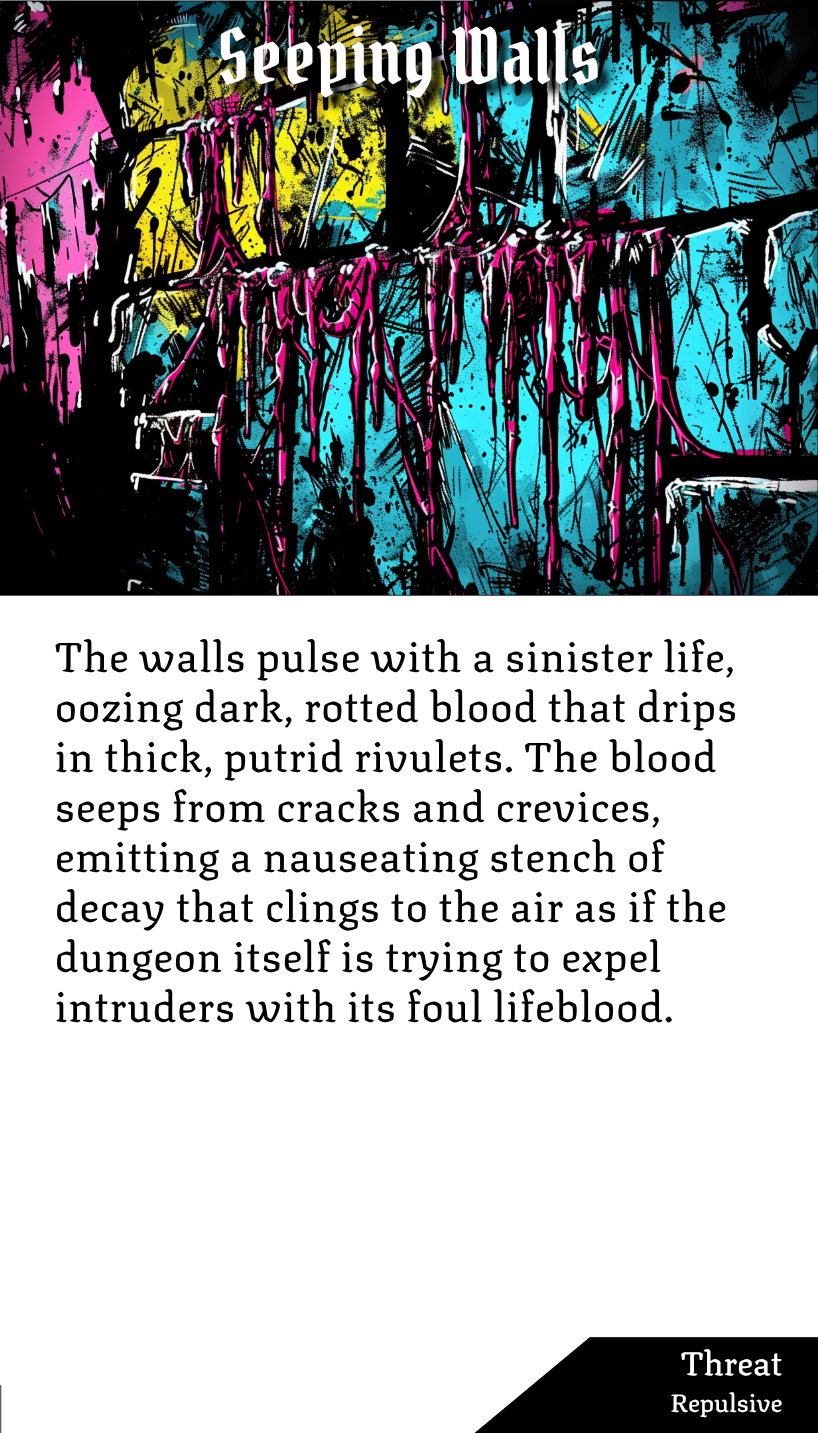 Seeping Walls
The walls pulse with a sinister life,
oozing dark, rotted blood that drips
in thick, putrid rivulets. The blood
seeps from cracks and crevices,
emitting a nauseating stench of
decay that clings to the air as if the
dungeon itself is trying to expel
intruders with its foul lifeblood.
Threat
Repulsive